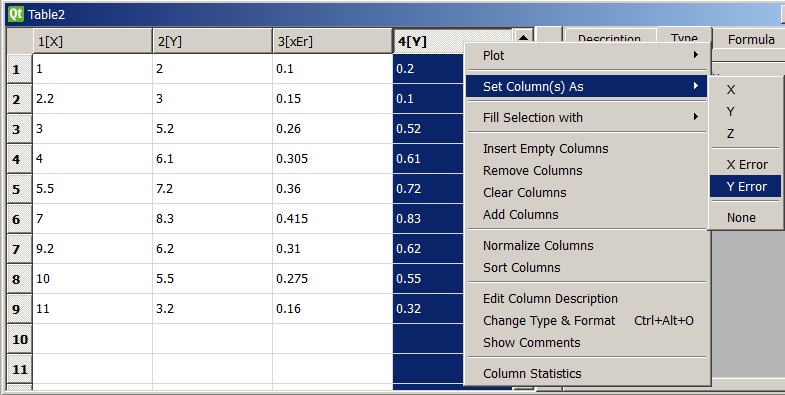 Qt Table2
1[X] 2[Y] 3[xEr] 4[Y] Description Type Formula
1 1 2 0.1 0.2
2 2.2 3 0.15 0.1
3 3 5.2 0.26 0.52
4 4 6.1 0.305 0.61
5 5.5 7.2 0.36 0.72
6 7 8.3 0.415 0.83
7 9.2 6.2 0.31 0.62
8 10 5.5 0.275 0.55
9 11 3.2 0.16 0.32
10
11
Plot
Set Column(s) As
Fill Selection with
Insert Empty Columns
Remove Columns
Clear Columns
Add Columns
Normalize Columns
Sort Columns
Edit Column Description
Change Type & Format Ctrl+Alt+O
Show Comments
Column Statistics
X
Y
Z
X Error
Y Error
None